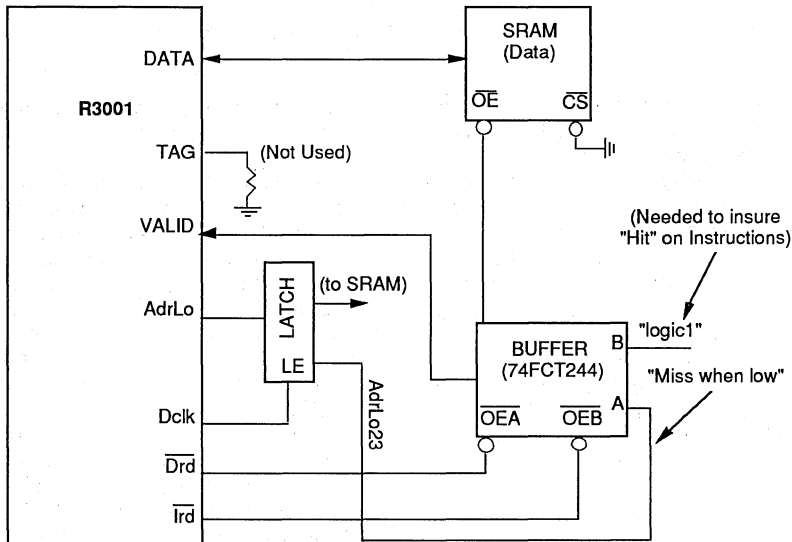 SRAM
(Data)
DATA
OE
CS
R3001
TAG
(Not Used)
VALID
(Needed to insure
"Hit" on Instructions)
LATCH
(to SRAM)
AdrLo
"logic1"
B
BUFFER
(74FCT244)
LE
"Miss when low"
A
AdrLo23
OEA
OEB
Dclk
Drd
Ird